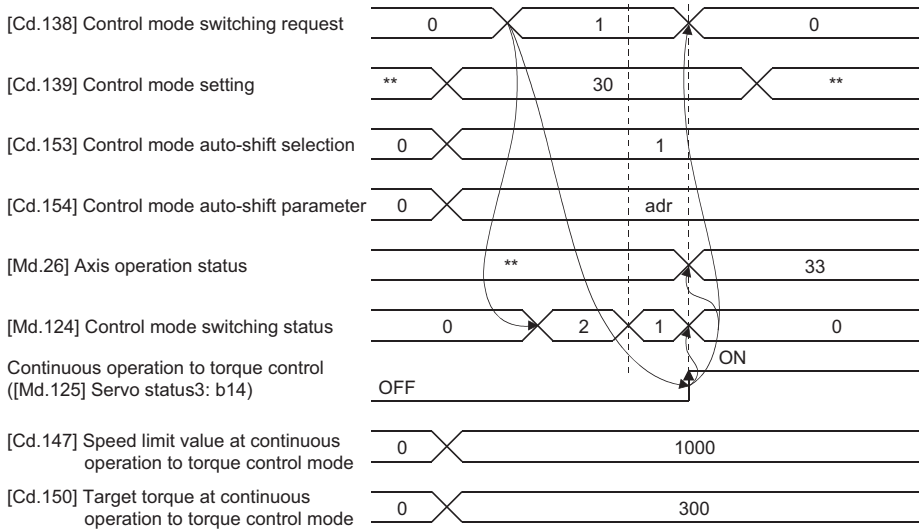 [Cd.138] Control mode switching request 0 1 0
[Cd.139] Control mode setting ** 30 **
[Cd.153] Control mode auto-shift selection 0 1
[Cd.154] Control mode auto-shift parameter 0 adr
[Md.26] Axis operation status ** 33
[Md.124] Control mode switching status 0 2 1 0
Continuous operation to torque control ON
([Md.125] Servo status3: b14) OFF
[Cd.147] Speed limit value at continuous
operation to torque control mode 0 1000
[Cd.150] Target torque at continuous
operation to torque control mode 0 300